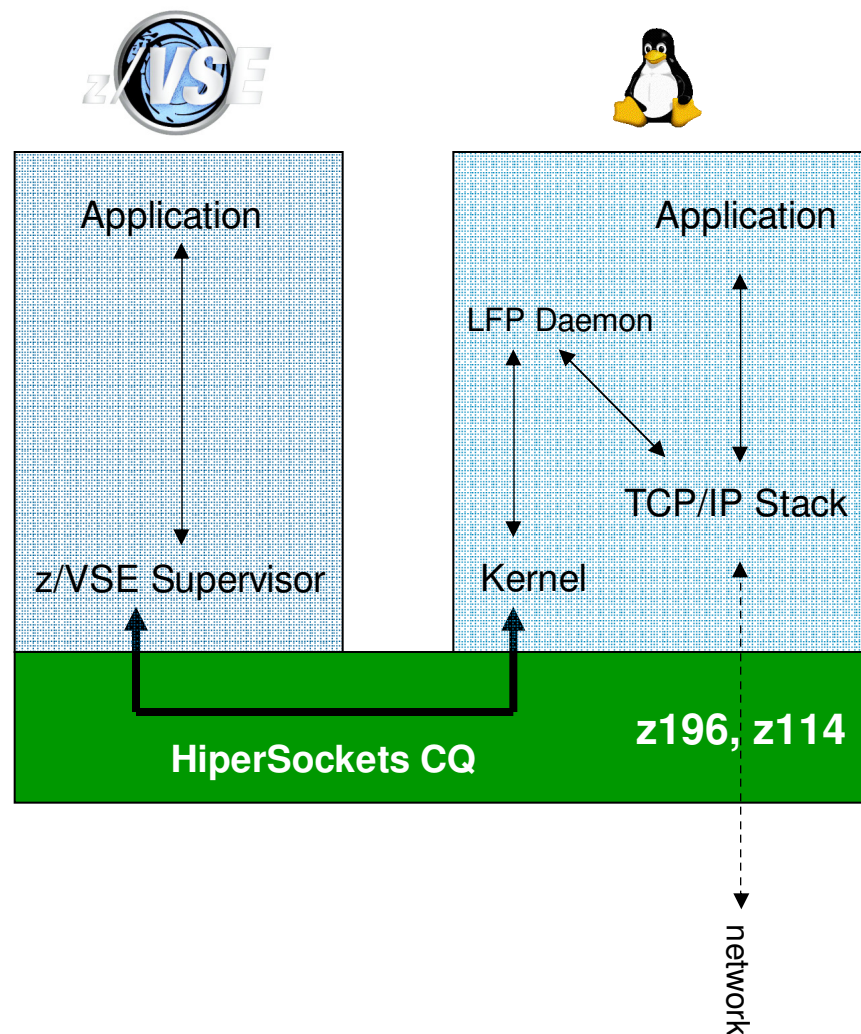 z/VSE
Application
Application
LFP Daemon
TCP/IP Stack
z/VSE Supervisor
Kernel
z196, z114
HiperSockets CQ
network